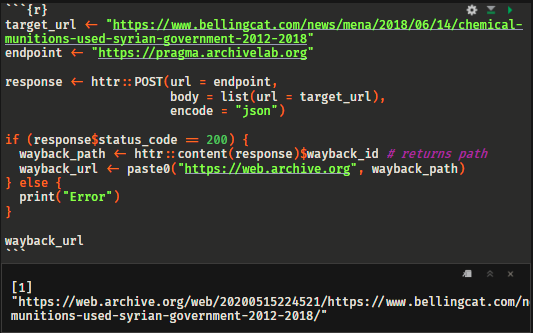 ```{r}
target_url <- "https://www.bellingcat.com/news/mena/2018/06/14/chemical-
munitions-used-syrian-government-2012-2018"
endpoint <- "https://pragma.archivelab.org"
response <- httr::POST(url = endpoint,
body = list(url = target_url),
encode = "json")
if (response$status_code == 200) {
wayback_path <- httr::content(response)$wayback_id # returns path
wayback_url <- paste0("https://web.archive.org", wayback_path)
} else {
print("Error")
}
wayback_url
```
[1]
"https://web.archive.org/web/20200515224521/https://www.bellingcat.com/ne
munitions-used-syrian-government-2012-2018/"